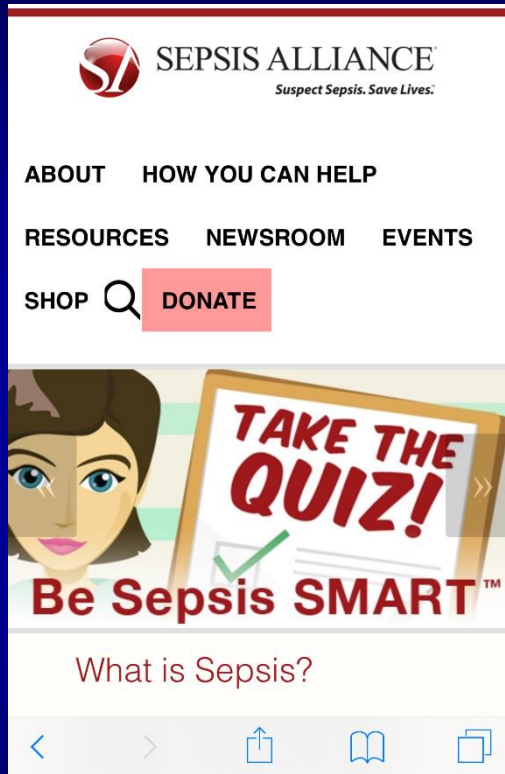 SEPSIS ALLIANCE
Suspect Sepsis. Save Lives.
ABOUT HOW YOU CAN HELP
RESOURCES NEWSROOM EVENTS
SHOP DONATE
TAKE THE
QUIZ!
Be Sepsis SMART™
What is Sepsis?